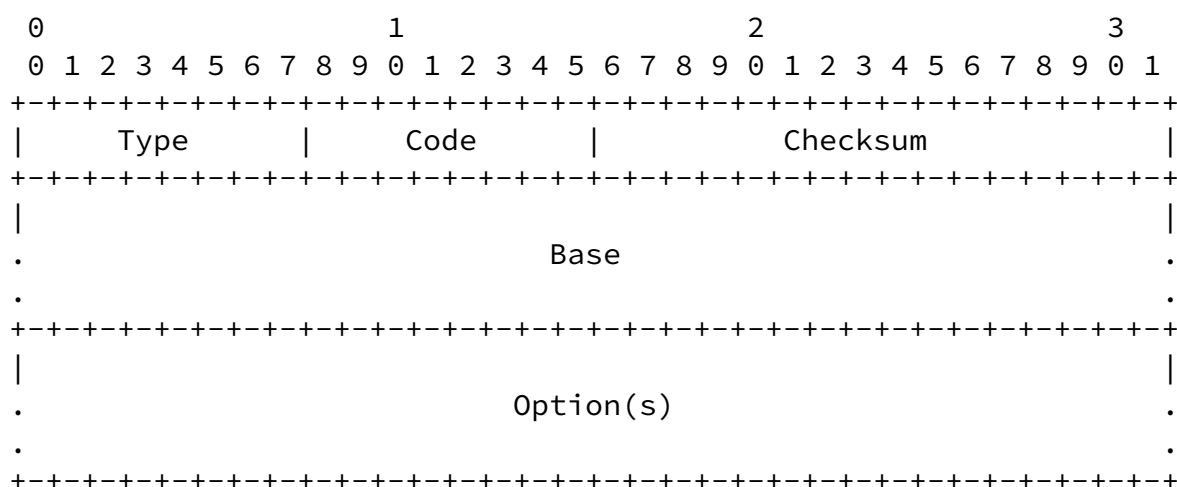 0                   1                   2                   3
 0 1 2 3 4 5 6 7 8 9 0 1 2 3 4 5 6 7 8 9 0 1 2 3 4 5 6 7 8 9 0 1
+-+-+-+-+-+-+-+-+-+-+-+-+-+-+-+-+-+-+-+-+-+-+-+-+-+-+-+-+-+-+-+-+
|     Type      |     Code      |          Checksum             |
+-+-+-+-+-+-+-+-+-+-+-+-+-+-+-+-+-+-+-+-+-+-+-+-+-+-+-+-+-+-+-+-+
|                                                               |
.                             Base                              .
.                                                               .
+-+-+-+-+-+-+-+-+-+-+-+-+-+-+-+-+-+-+-+-+-+-+-+-+-+-+-+-+-+-+-+-+
|                                                               |
.                           Option(s)                           .
.                                                               .
+-+-+-+-+-+-+-+-+-+-+-+-+-+-+-+-+-+-+-+-+-+-+-+-+-+-+-+-+-+-+-+-+